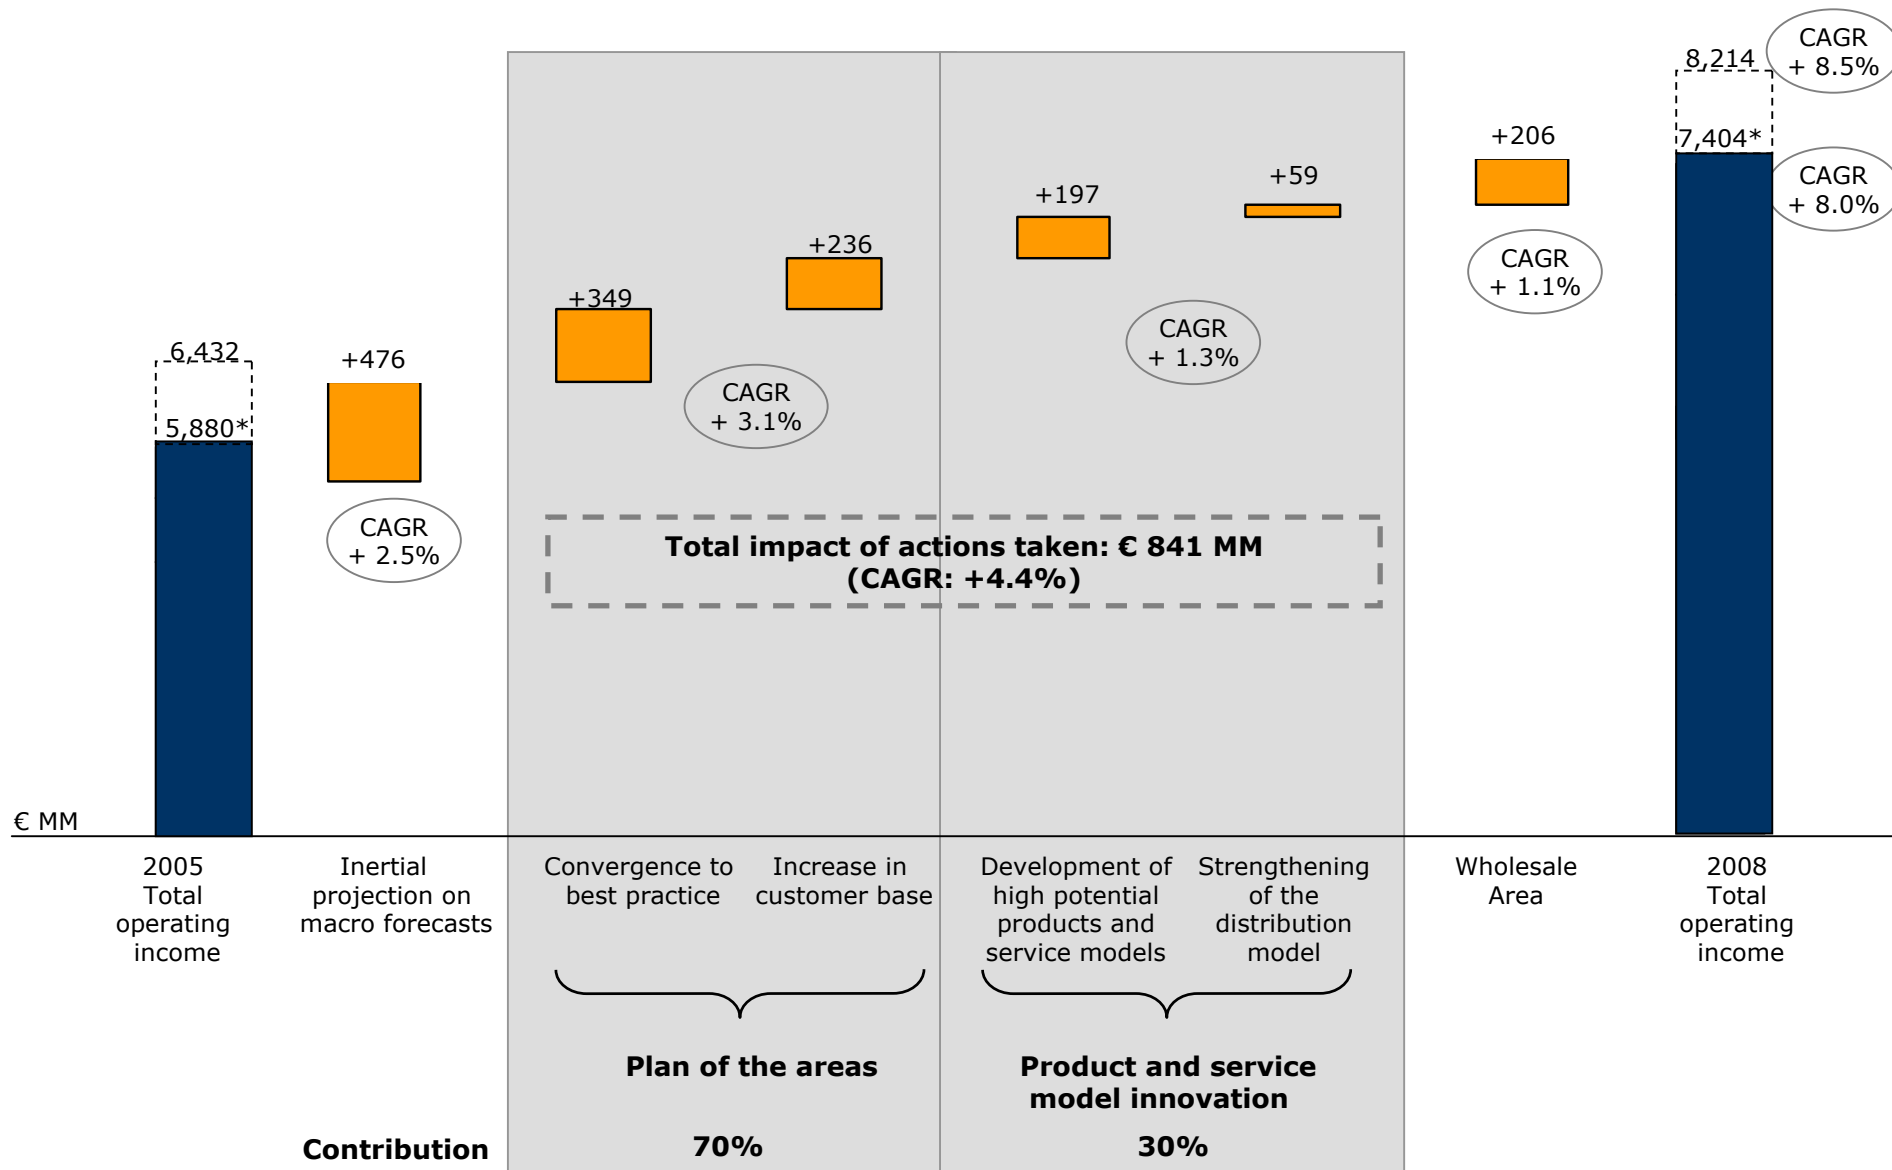 CAGR
+ 8.5%
8,214
7,404*
CAGR
+ 8.0%
+206
CAGR
+ 1.1%
+59
+197
CAGR
+ 1.3%
+236
+349
CAGR
+ 3.1%
6,432
5,880*
+476
CAGR
+ 2.5%
Total impact of actions taken: € 841 MM
(CAGR: +4.4%)
€ MM
2005
Total
operating
income
Inertial
projection on
macro forecasts
Convergence to
best practice
Increase in
customer base
Development of
high potential
products and
service models
Strengthening
of the
distribution
model
Wholesale
Area
2008
Total
operating
income
Plan of the areas
Product and service
model innovation
Contribution
70%
30%